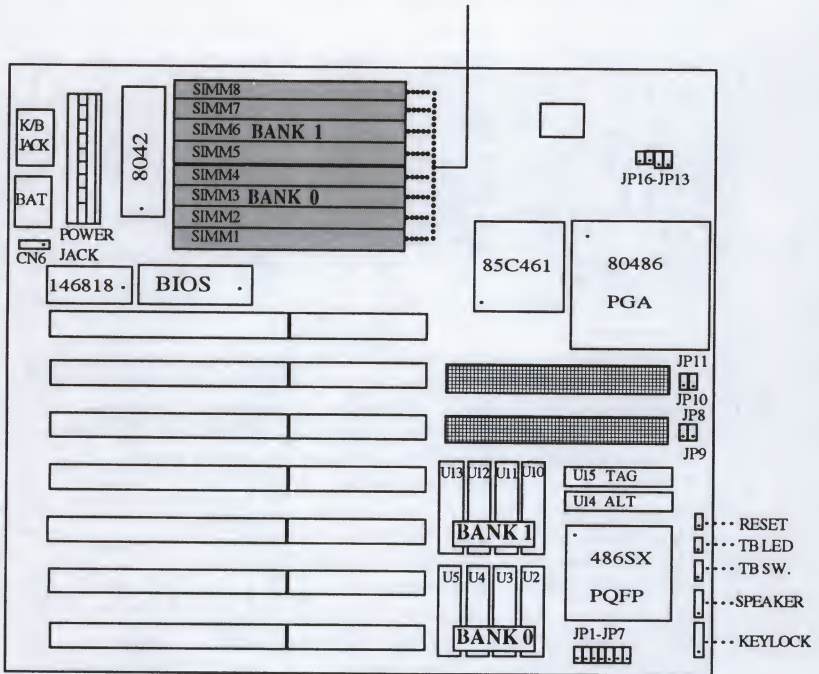 SIMM8
SIMM7
SIMM6 BANK 1
SIMM5
SIMM4
SIMM3 BANK 0
SIMM2
SIMM1
K/B
JACK
8042
BAT
POWER
JACK
CN6
146818
BIOS
JP16-JP13
85C461
80486
PGA
JP11
JP10
JP8
JP9
U13 U12 U11 U10
BANK 1
U15 TAG
U14 ALT
486SX
PQFP
U5 U4 U3 U2
BANK 0
JP1-JP7
RESET
TB LED
TB SW.
SPEAKER
KEYLOCK